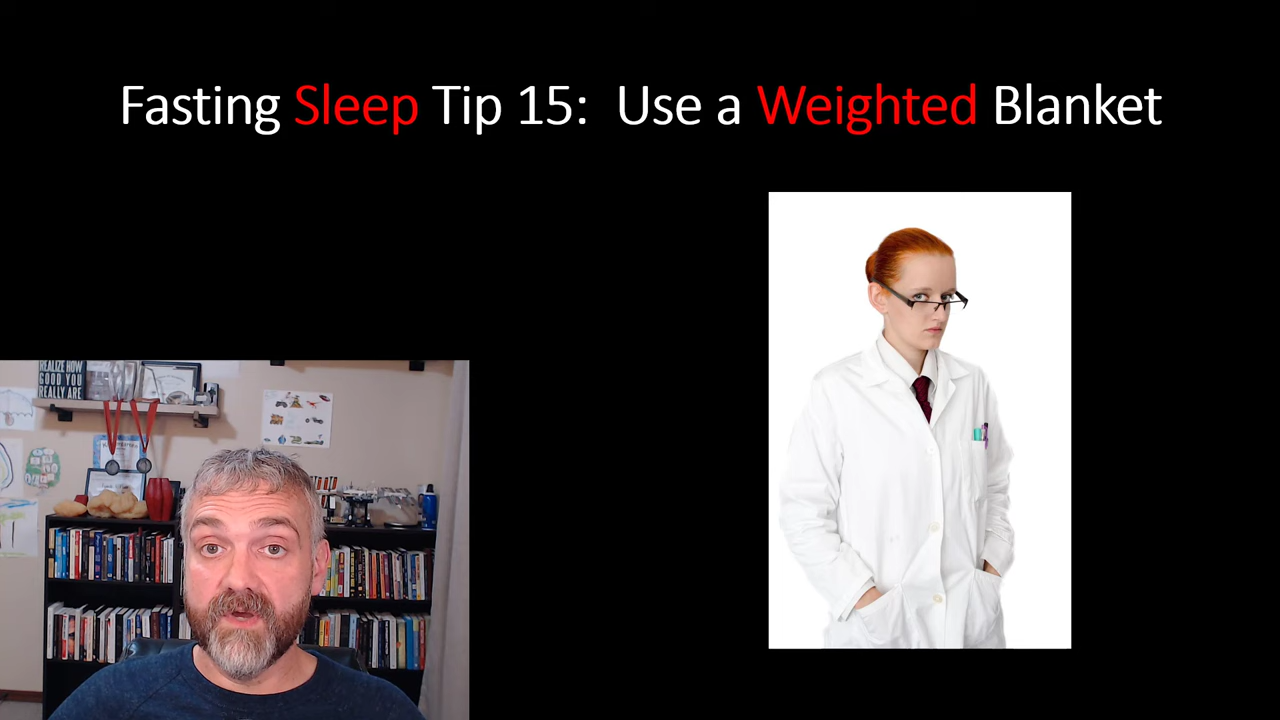 Fasting Sleep Tip 15: Use a Weighted Blanket
REALIZE HOW
GOOD YOU
REALLY ARE